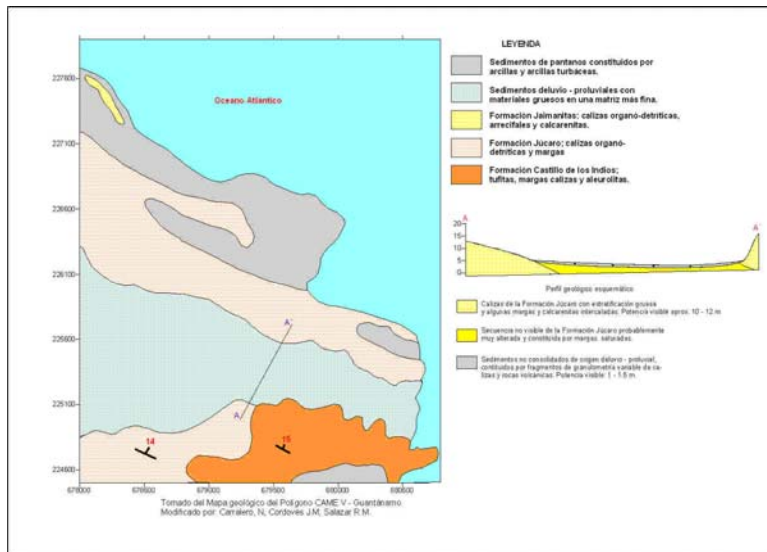 LEYENDA
Sedimentos de pantanos constituidos por
arcillas y arcillas turbáceas.
Sedimentos deluvio - proluviales con
materiales gruesos en una matriz más fina.
Formación Jaimanitas; calizas organó-detríticas,
arrecifales y calcarenitas.
Formación Júcaro; calizas organó-
detríticas y margas
Formación Castillo de los Indios;
tufitas, margas calizas y aleurolitas.
Oceano Atlántico
227600
227100
226600
226100
225600
225100
224600
678000
678500
679000
679500
680000
680500
A
A'
14
15
A
A'
20
15
10
5
0
Perfil geológico esquemático
Calizas de la Formación Júcaro con estratificación gruesa
y algunas margas y calcarenitas intercaladas. Potencia visible aprox. 10 - 12 m
Secuencia no visible de la Formación Júcaro probablemente
muy alterada y constituida por margas saturadas.
Sedimentos no consolidados de origen deluvio - proluvial,
contituidos por fragmentos de granulometría variable de ca-
lizas y rocas volcánicas. Potencia visible: 1 - 1.5 m.
Tomado del Mapa geológico del Polígono CAME V - Guantánamo
Modificado por: Carralero, N, Cordovés J.M, Salazar R.M.